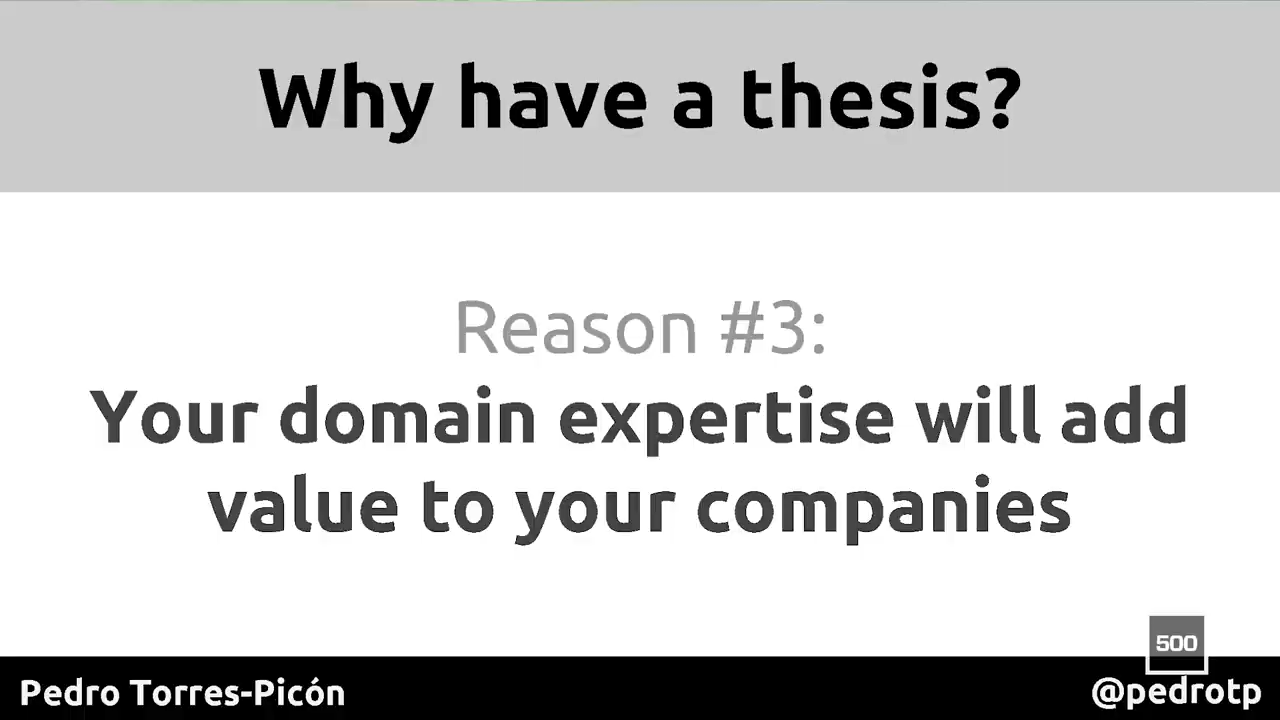 Why have a thesis?
Reason #3:
Your domain expertise will add
value to your companies
500
Pedro Torres-Picón
@pedrotp